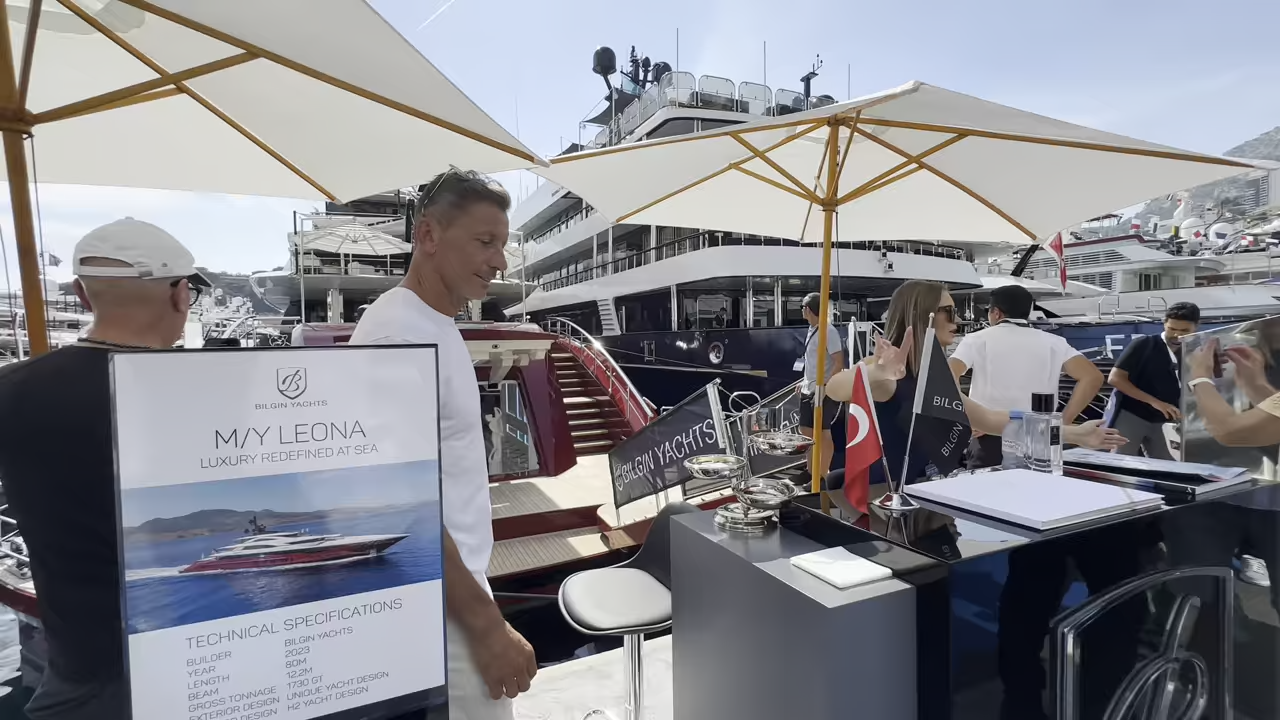 BILGIN YACHTS
M/Y LEONA
LUXURY REDEFINED AT SEA
TECHNICAL SPECIFICATIONS
BUILDER BILGIN YACHTS
YEAR 2023
LENGTH 80M
BEAM 12.2M
GROSS TONNAGE 1730 GT
EXTERIOR DESIGN UNIQUE YACHT DESIGN
DESIGN H2 YACHT DESIGN
BILGIN YACHTS
BILGIN
BILGIN